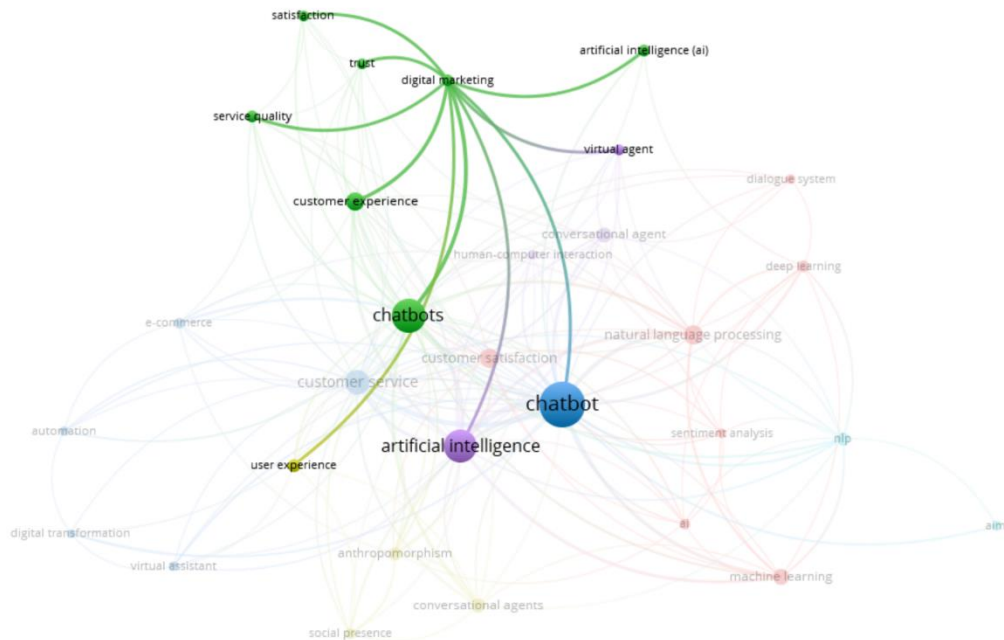 satisfaction
artificial intelligence (ai)
trust
digital marketing
service quality
virtual agent
dialogue system
customer experience
conversational agent
human-computer interaction
deep learning
chatbots
e-commerce
natural language processing
customer satisfaction
customer service
chatbot
automation
sentiment analysis
nlp
artificial intelligence
user experience
ai
aiml
digital transformation
anthropomorphism
virtual assistant
machine learning
conversational agents
social presence